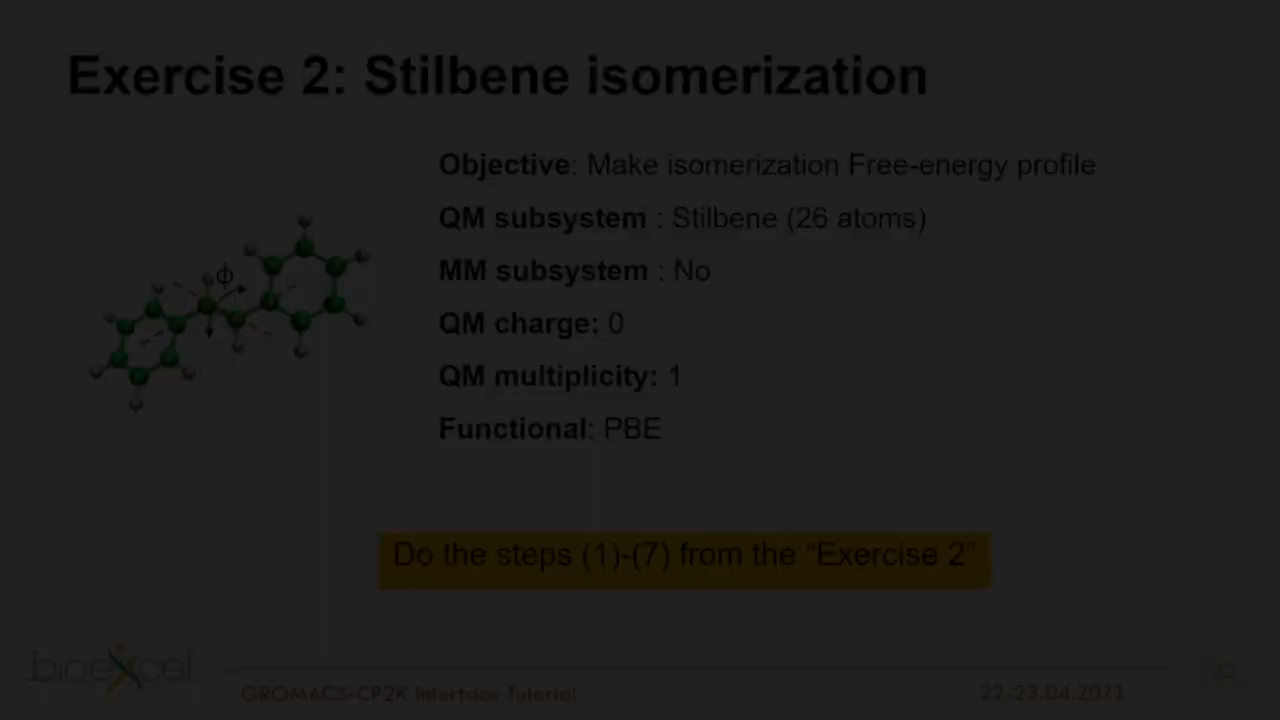 Exercise 2: Stilbene isomerization
Objective: Make isomerization Free-energy profile
QM subsystem : Stilbene (26 atoms)
MM subsystem : No
QM charge: 0
QM multiplicity: 1
Functional: PBE
ϕ
Do the steps (1)-(7) from the "Exercise 2"
bioexcel
GROMACS-CP2K Interface Tutorial
22-23.04.2021